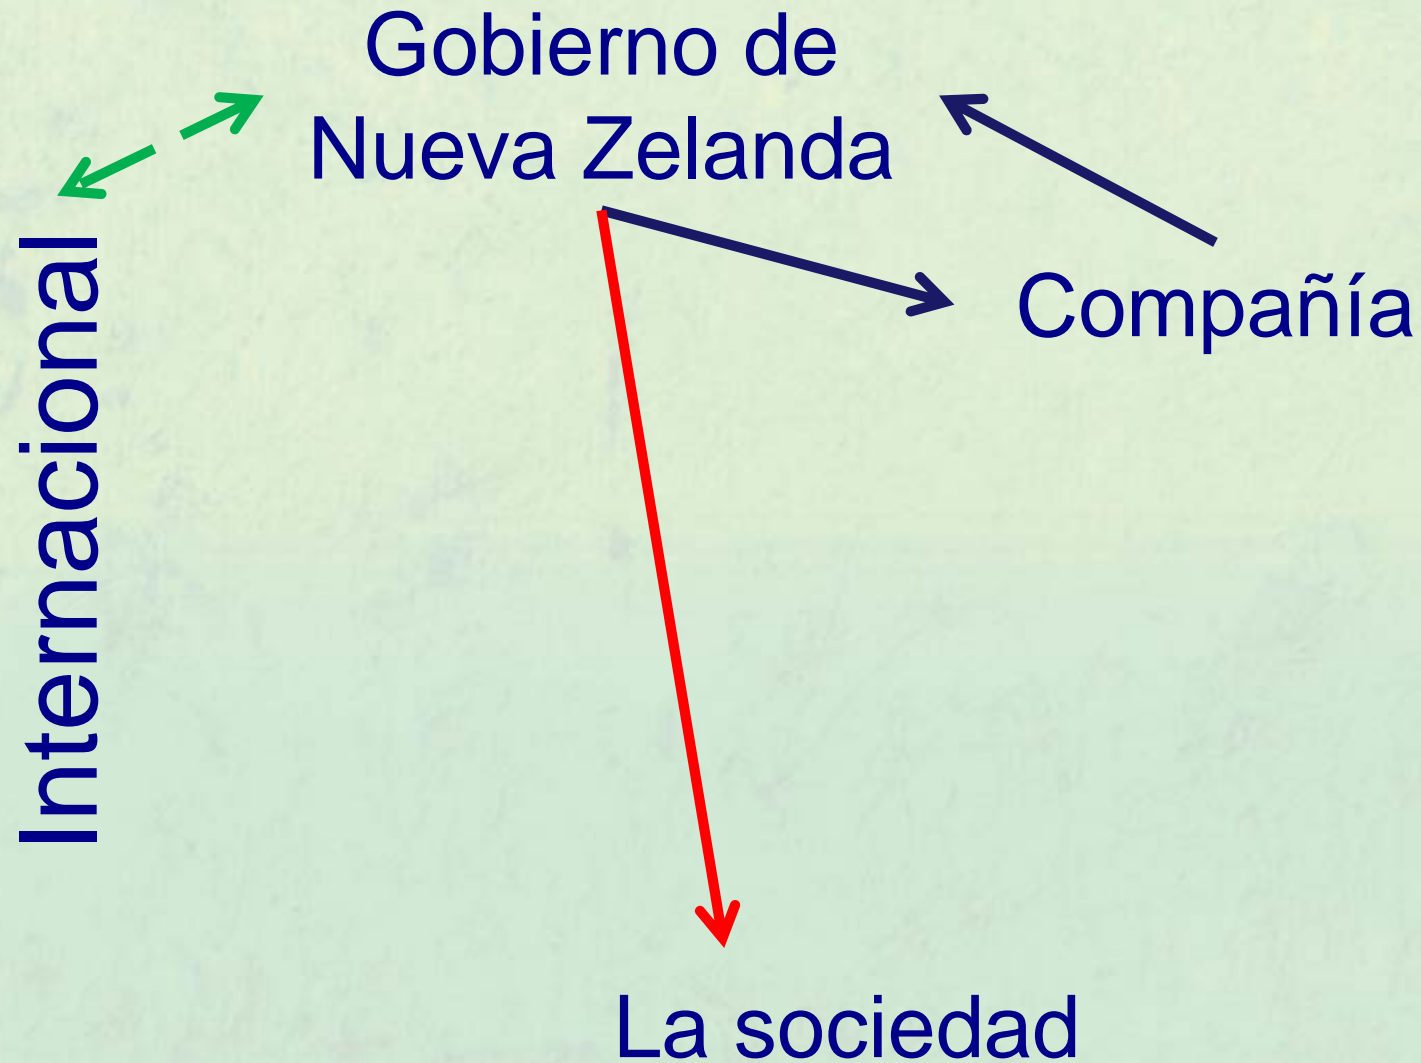 Gobierno de
Nueva Zelanda
Compañía
Internacional
La sociedad